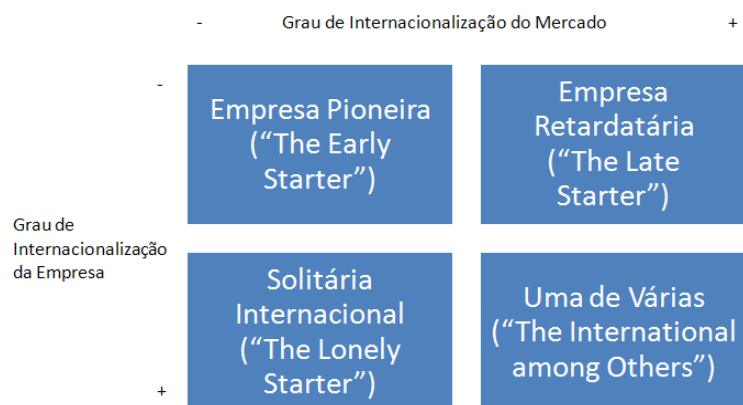 - Grau de Internacionalização do Mercado +
-
Empresa Pioneira
(“The Early
Starter”)
Empresa
Retardatária
(“The Late
Starter”)
Grau de
Internacionalização
da Empresa
Solitária
Internacional
(“The Lonely
Starter”)
Uma de Várias
(“The International
among Others”)
+